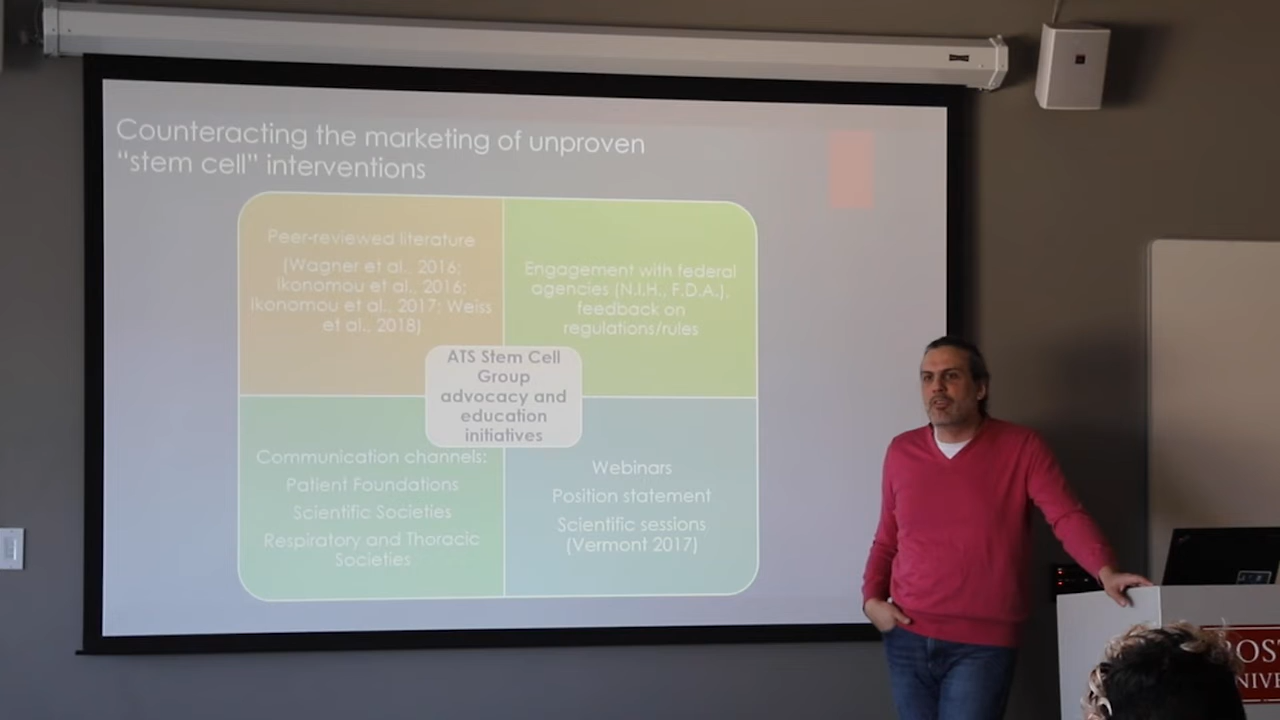 Counteracting the marketing of unproven
“stem cell” interventions
Peer-reviewed literature
(Wagner et al., 2016;
Ikonomou et al., 2016;
Ikonomou et al., 2017; Weiss
et al., 2018)
Engagement with federal
agencies (N.I.H., F.D.A.),
feedback on
regulations/rules
ATS Stem Cell
Group
advocacy and
education
initiatives
Communication channels:
Patient Foundations
Scientific Societies
Respiratory and Thoracic
Societies
Webinars
Position statement
Scientific sessions
(Vermont 2017)
BOST
UNIVE